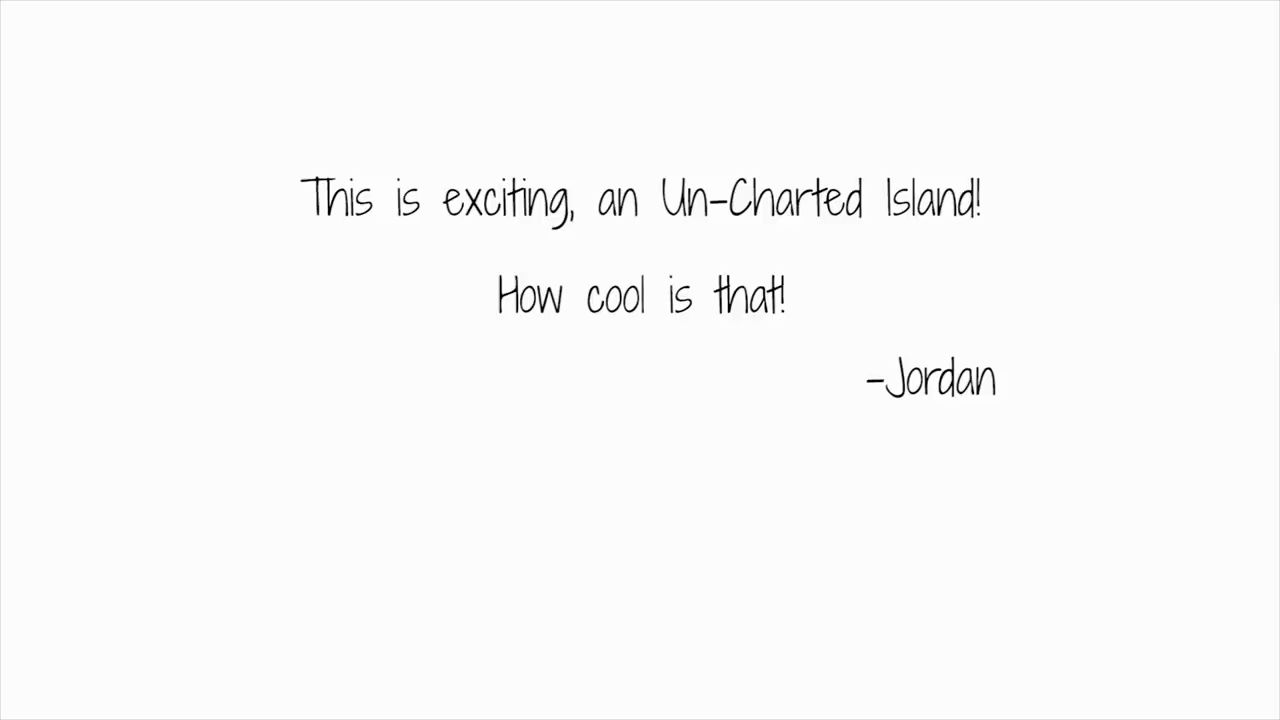 This is exciting, an Un-Charted Island!
How cool is that!
-Jordan